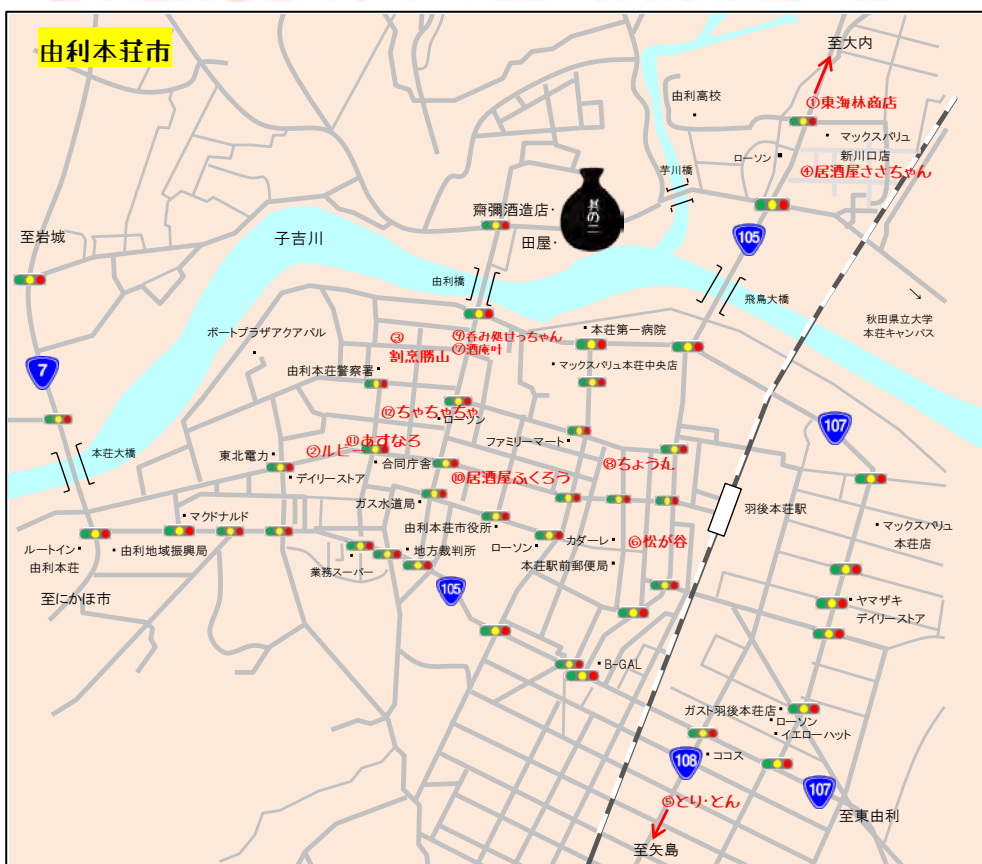 由利本荘市
至大内
由利高校
①東海林商店
マックスバリュ
新川口店
ローソン
④居酒屋ささちゃん
芋川橋
其の二
齋彌酒造店
田屋
105
至岩城
子吉川
由利橋
飛鳥大橋
秋田県立大学
本荘キャンパス
ボートプラザアクアパル
③
割烹勝山
⑨呑み処せっちゃん
⑦酒庵叶
本荘第一病院
マックスバリュ本荘中央店
7
由利本荘警察署
⑫ちゃちゃちゃ
ローソン
107
本荘大橋
東北電力
②ルビー
⑪あすなろ
合同庁舎
ファミリーマート
⑧ちょう丸
デイリーストア
⑩居酒屋ふくろう
ガス水道局
羽後本荘駅
マクドナルド
由利本荘市役所
マックスバリュ
本荘店
ルートイン
由利本荘
由利地域振興局
業務スーパー
地方裁判所
ローソン
カダーレ
⑥松が谷
本荘駅前郵便局
至にかほ市
105
ヤマザキ
デイリーストア
B-GAL
ガスト羽後本荘店
ローソン
イエローハット
ココス
108
107
⑤とり・とん
至東由利
至矢島